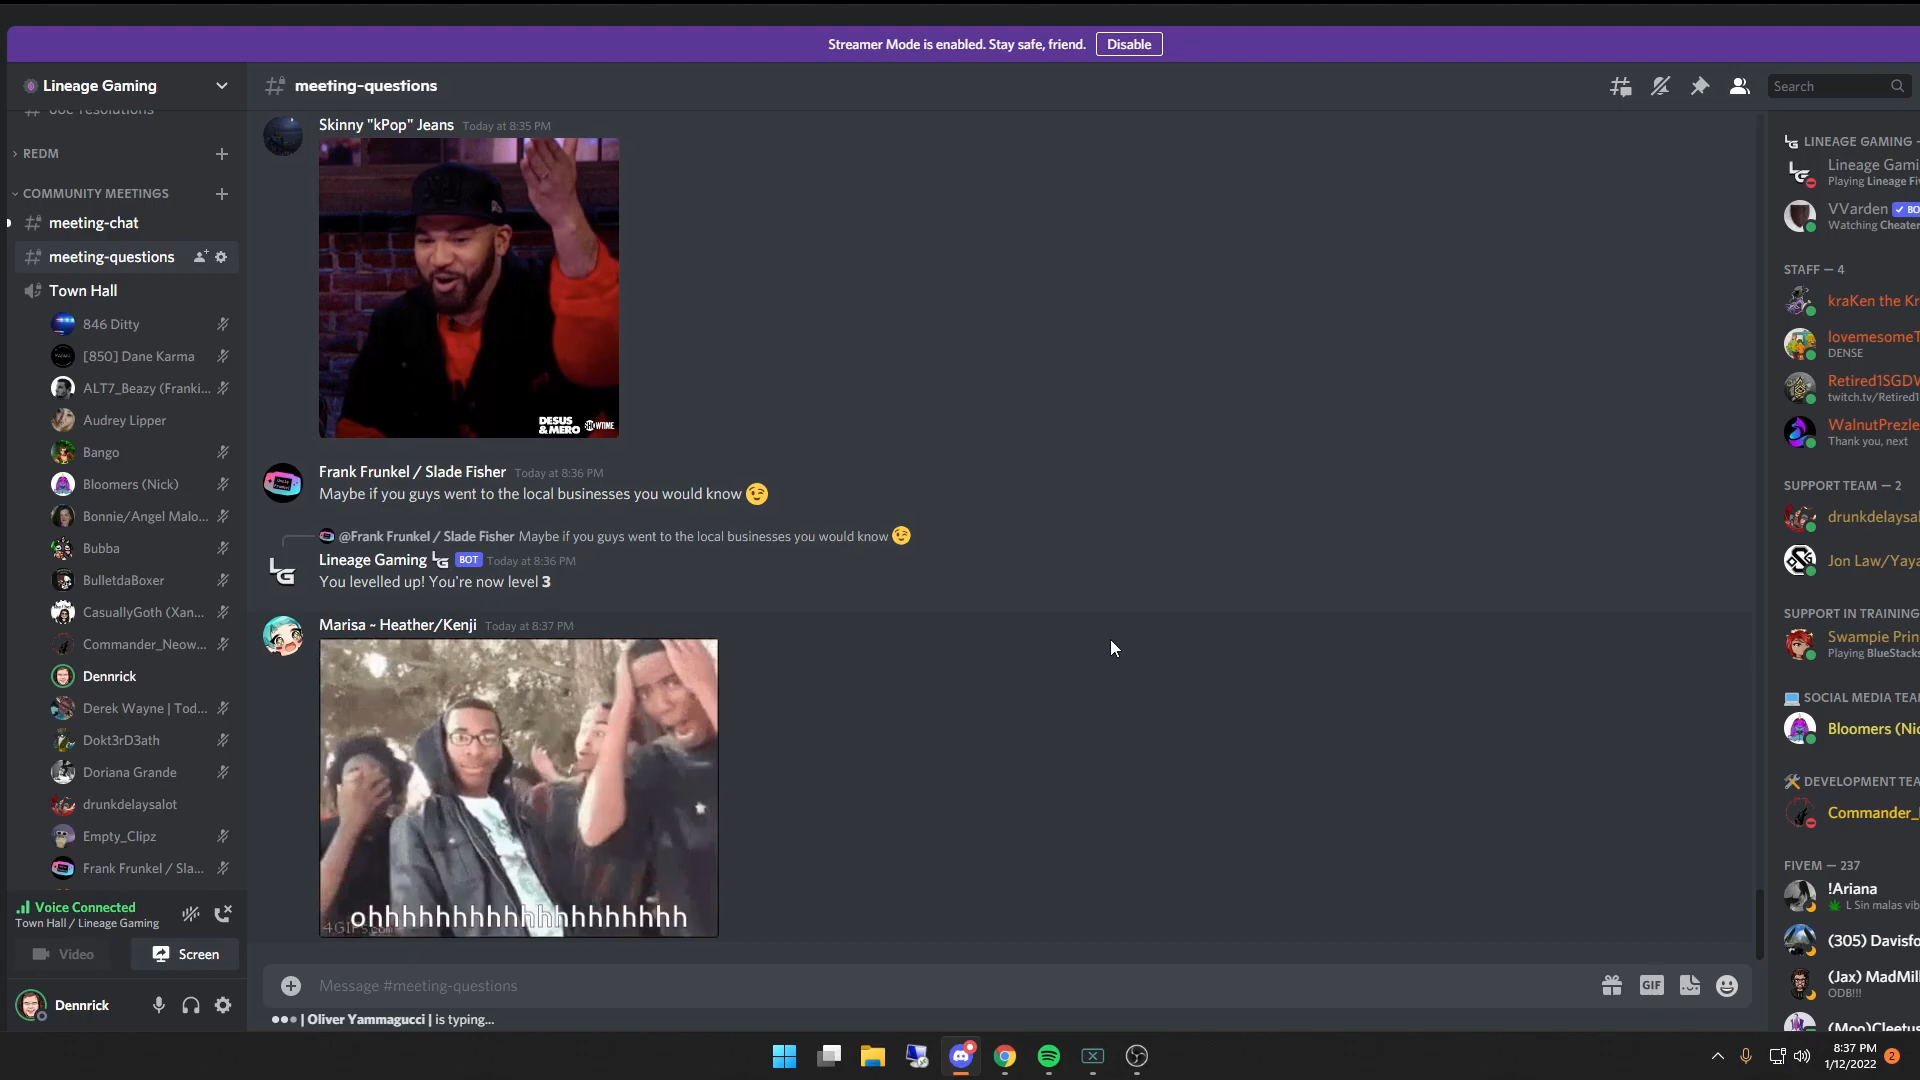 Streamer Mode is enabled. Stay safe, friend.
Disable
Lineage Gaming
meeting-questions
Search
REDM
COMMUNITY MEETINGS
meeting-chat
meeting-questions
Town Hall
846 Ditty
[850] Dane Karma
ALT7_Beazy (Franki...
Audrey Lipper
Bango
Bloomers (Nick)
Bonnie/Angel Malo...
Bubba
BulletdaBoxer
CasuallyGoth (Xan...
Commander_Neow...
Dennrick
Derek Wayne | Tod...
Dokt3rD3ath
Doriana Grande
drunkdelaysalot
Empty_Clipz
Frank Frunkel / Sla...
Voice Connected
Town Hall / Lineage Gaming
Video
Screen
Dennrick
Skinny "kPop" Jeans Today at 8:35 PM
DESUS
& MERO SHOWTIME
Frank Frunkel / Slade Fisher Today at 8:36 PM
Maybe if you guys went to the local businesses you would know 😉
@Frank Frunkel / Slade Fisher Maybe if you guys went to the local businesses you would know 😉
Lineage Gaming LG BOT Today at 8:36 PM
You levelled up! You're now level 3
Marisa ~ Heather/Kenji Today at 8:37 PM
ohhhhhhhhhhhhhhhhhhh
4GIFs.com
Message #meeting-questions
GIF
| Oliver Yammagucci | is typing...
LINEAGE GAMING —
Lineage Gami
Playing Lineage Fi
VVarden ✓ BO
Watching Cheater
STAFF — 4
kraKen the Kr
lovemesomeT
DENSE
Retired1SGDW
twitch.tv/Retired1
WalnutPrezle
Thank you, next
SUPPORT TEAM — 2
drunkdelaysal
Jon Law/Yaya
SUPPORT IN TRAINING
Swampie Prin
Playing BlueStacks
SOCIAL MEDIA TEA
Bloomers (Nic
DEVELOPMENT TEA
Commander_
FIVEM — 237
!Ariana
L Sin malas vib
(305) Davisfo
(Jax) MadMill
ODB!!!
(Moo)Cleetus
8:37 PM
1/12/2022
2